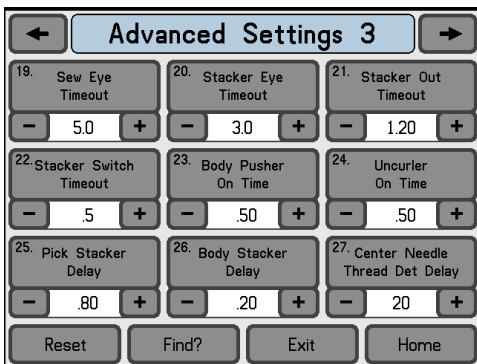 Advanced Settings 3
19. Sew Eye
Timeout
5.0
20. Stacker Eye
Timeout
3.0
21. Stacker Out
Timeout
1.20
22. Stacker Switch
Timeout
.5
23. Body Pusher
On Time
.50
24. Uncurler
On Time
.50
25. Pick Stacker
Delay
.80
26. Body Stacker
Delay
.20
27. Center Needle
Thread Det Delay
20
Reset
Find?
Exit
Home